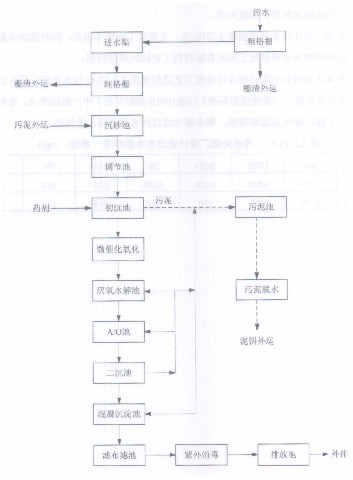 污水
粗格栅
进水泵
栅渣外运
细格栅
栅渣外运
污泥外运
沉砂池
调节池
药剂
初沉池
污泥
污泥池
微催化氧化
厌氧水解池
污泥脱水
A/O池
泥饼外运
二沉池
混凝沉淀池
滤布滤池
紫外消毒
排放池
外排